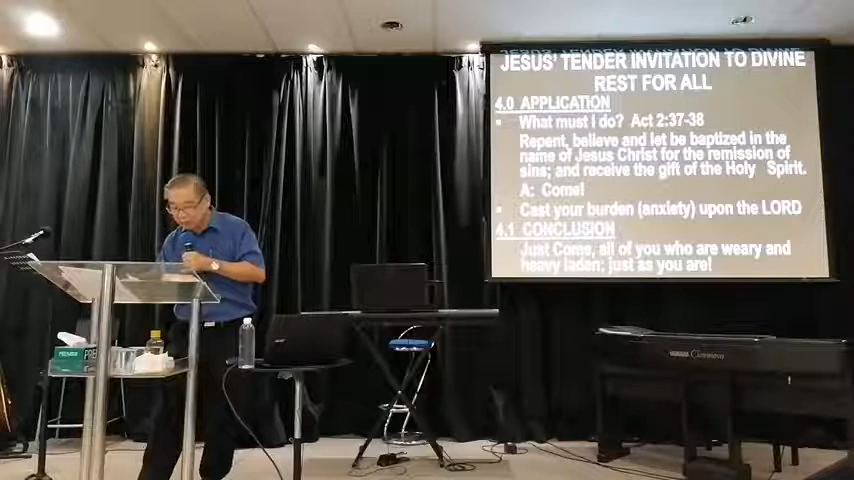 JESUS' TENDER INVITATION TO DIVINE
REST FOR ALL
4.0 APPLICATION
• What must I do? Act 2:37-38
Repent, believe and let be baptized in the
name of Jesus Christ for the remission of
sins; and receive the gift of the Holy Spirit.
A: Come!
• Cast your burden (anxiety) upon the LORD
4.1 CONCLUSION
Just Come, all of you who are weary and
heavy laden; just as you are!
PREMIER
YAMAHA Clavinova